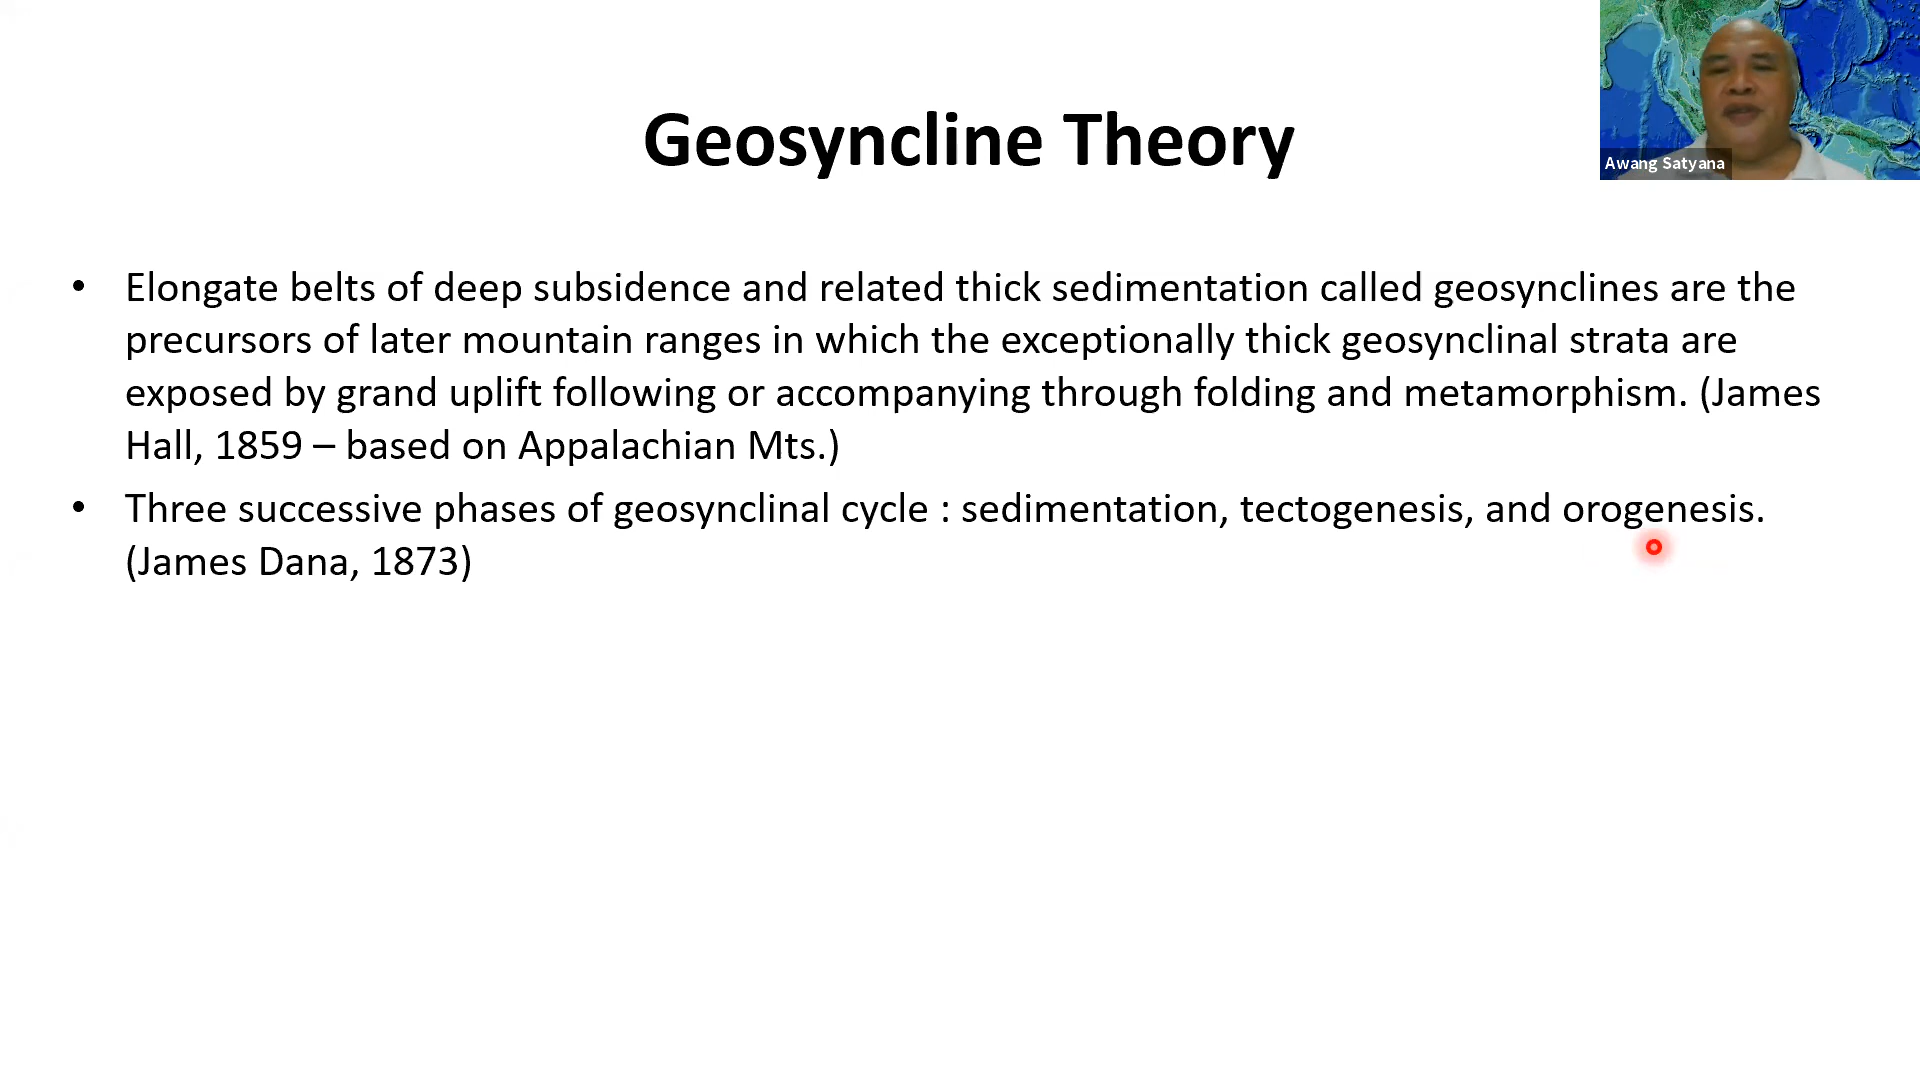 Geosyncline Theory
Awang Satyana
• Elongate belts of deep subsidence and related thick sedimentation called geosynclines are the
precursors of later mountain ranges in which the exceptionally thick geosynclinal strata are
exposed by grand uplift following or accompanying through folding and metamorphism. (James
Hall, 1859 – based on Appalachian Mts.)
• Three successive phases of geosynclinal cycle : sedimentation, tectogenesis, and orogenesis.
(James Dana, 1873)